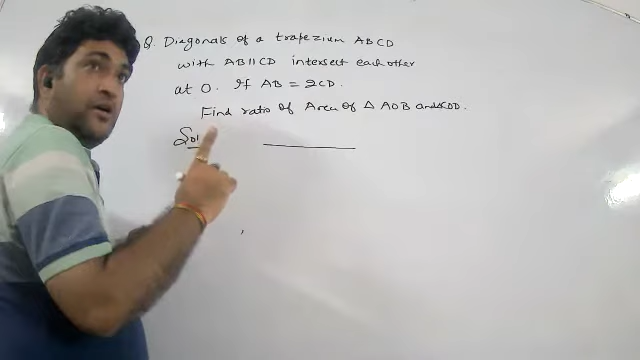 Q. Diagonals of a trapezium ABCD
with AB || CD intersect each other
at O. If AB = 2CD.
Find ratio of Area of △ AOB and COD.
Sol